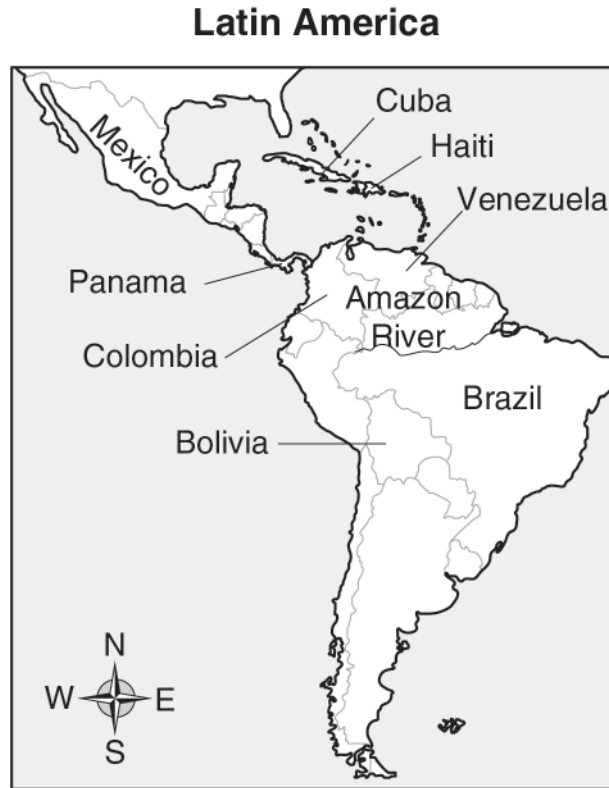 Latin America
Cuba
Haiti
Mexico
Venezuela
Panama
Amazon
River
Colombia
Brazil
Bolivia
N
W E
S